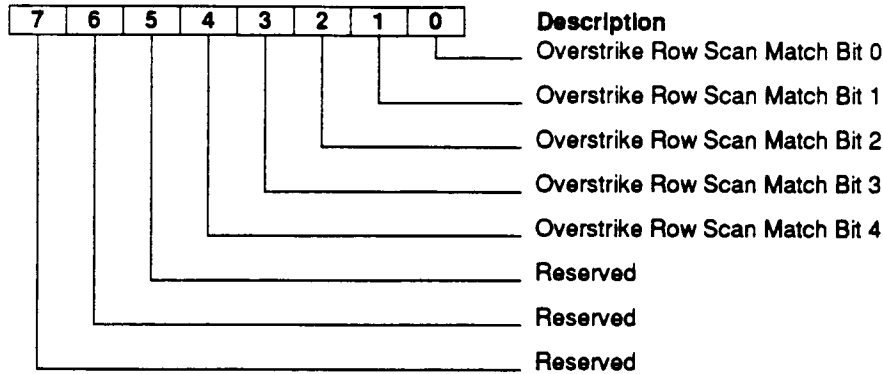 7 6 5 4 3 2 1 0 Description
Overstrike Row Scan Match Bit 0
Overstrike Row Scan Match Bit 1
Overstrike Row Scan Match Bit 2
Overstrike Row Scan Match Bit 3
Overstrike Row Scan Match Bit 4
Reserved
Reserved
Reserved